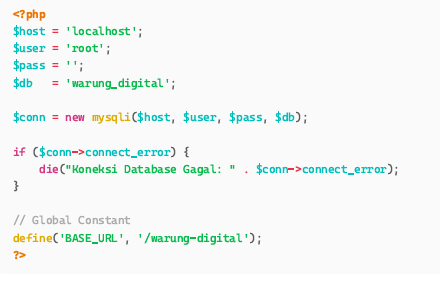 <?php
$host = 'localhost';
$user = 'root';
$pass = '';
$db   = 'warung_digital';

$conn = new mysqli($host, $user, $pass, $db);

if ($conn->connect_error) {
    die("Koneksi Database Gagal: " . $conn->connect_error);
}

// Global Constant
define('BASE_URL', '/warung-digital');
?>